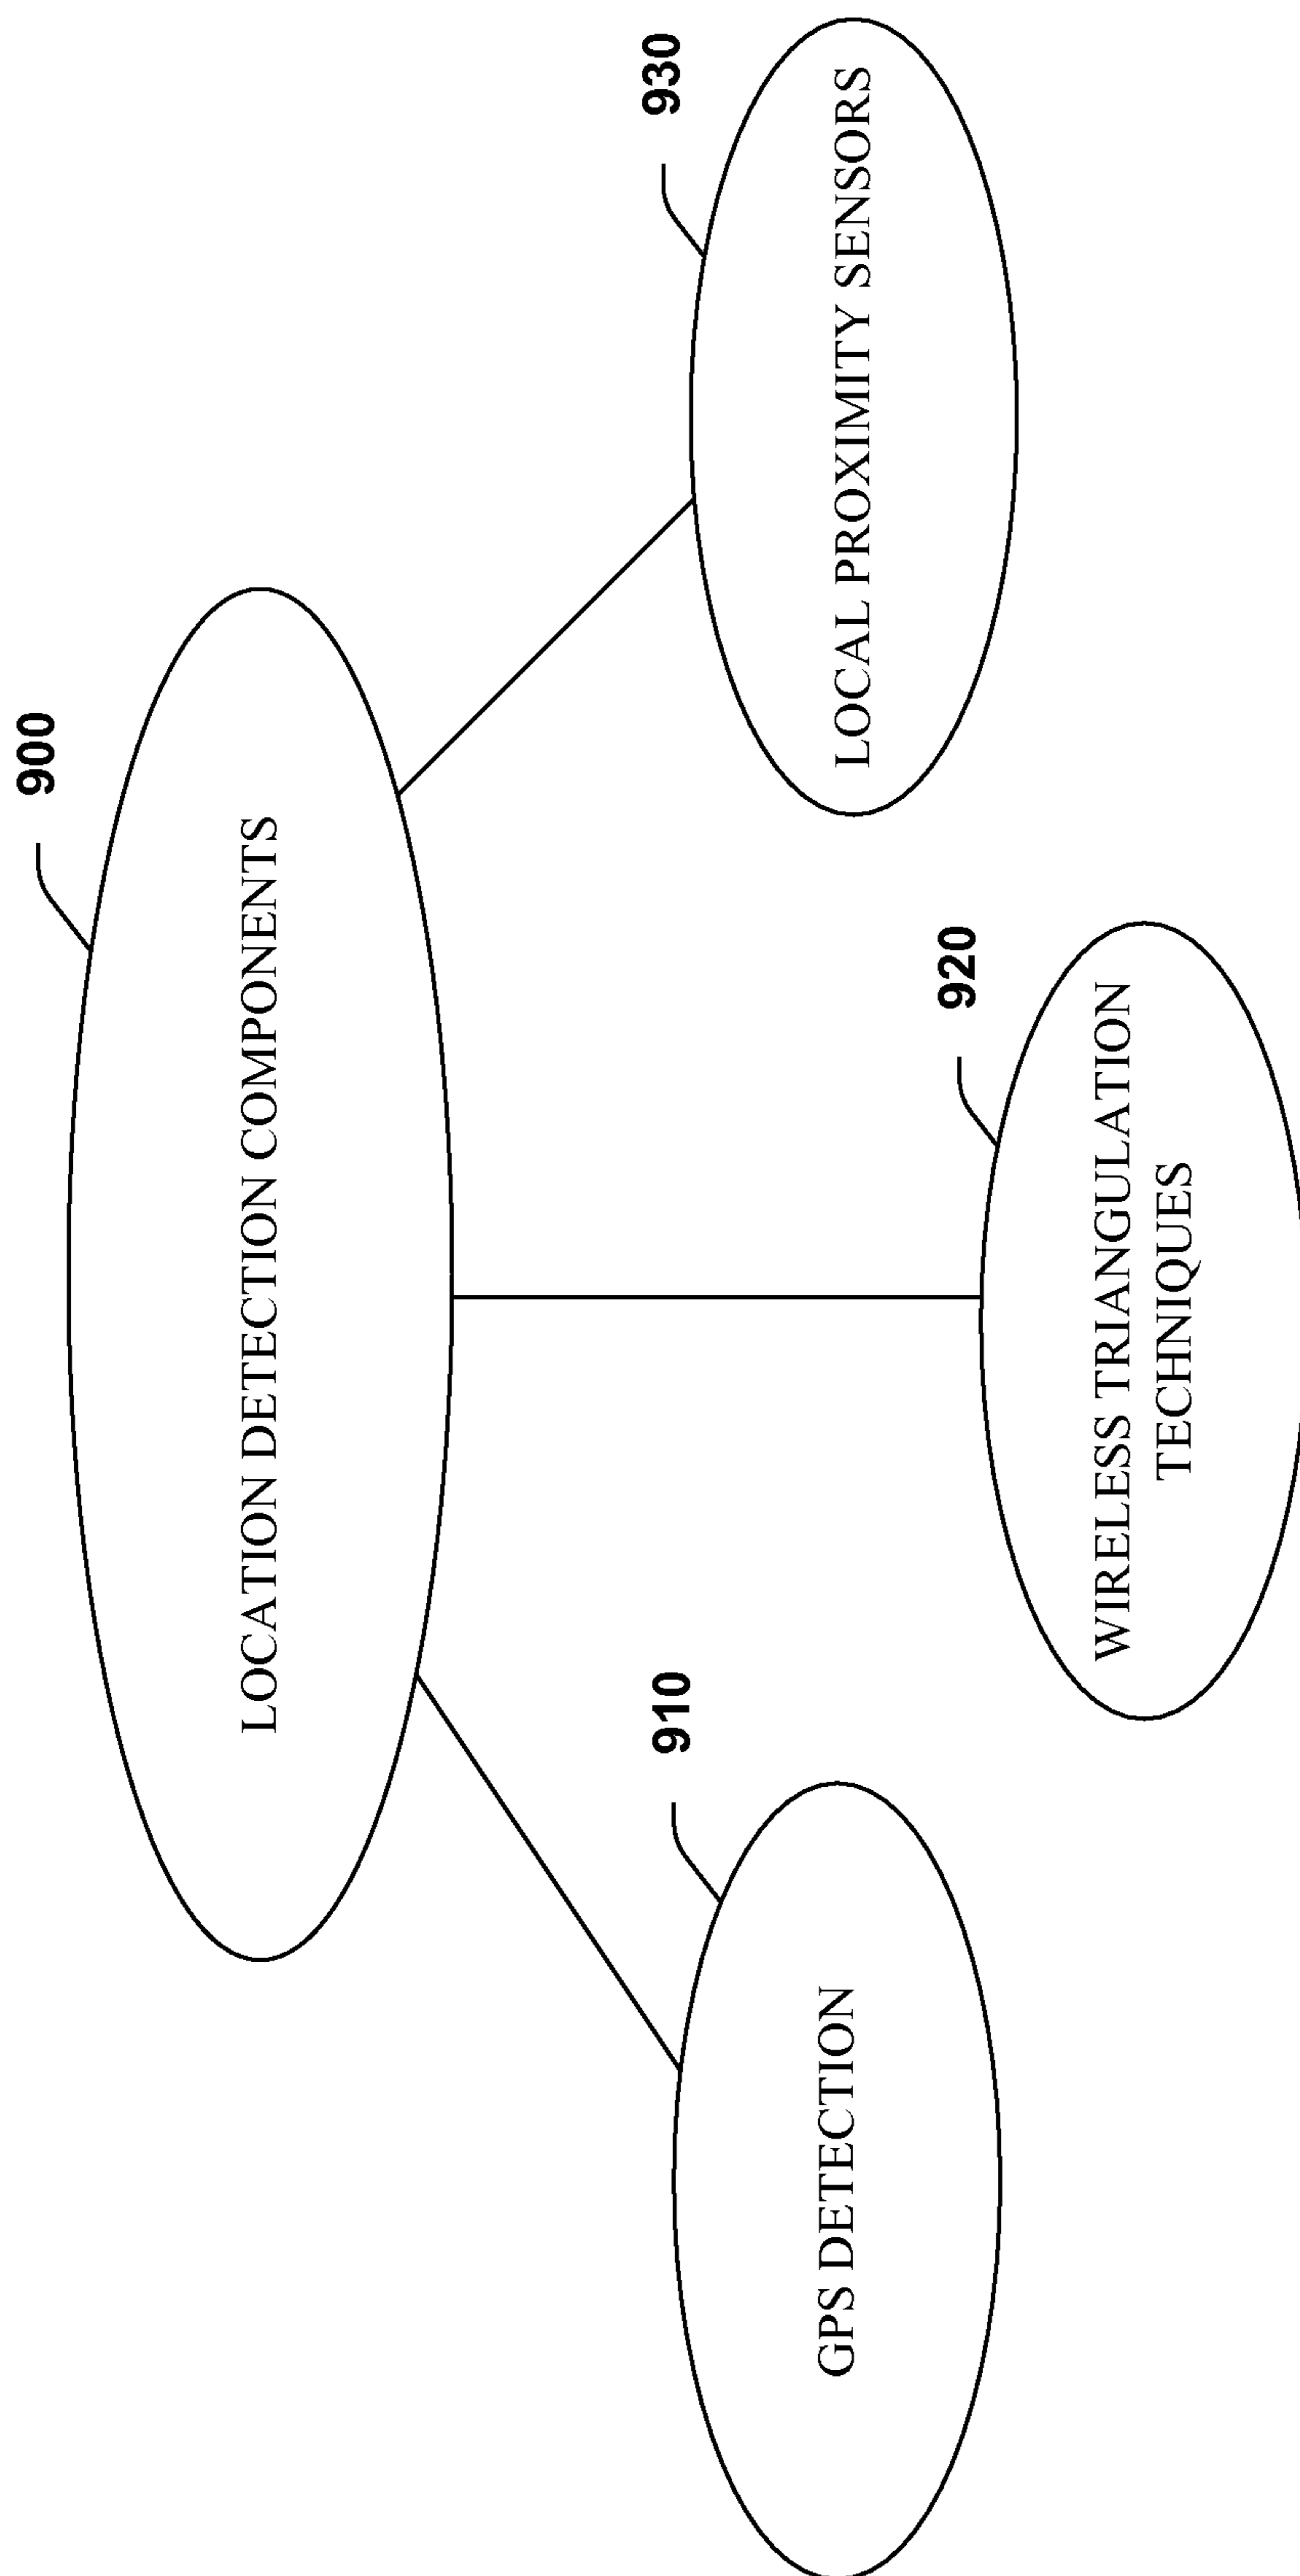 900
LOCATION DETECTION COMPONENTS
910
GPS DETECTION
920
WIRELESS TRIANGULATION
TECHNIQUES
930
LOCAL PROXIMITY SENSORS